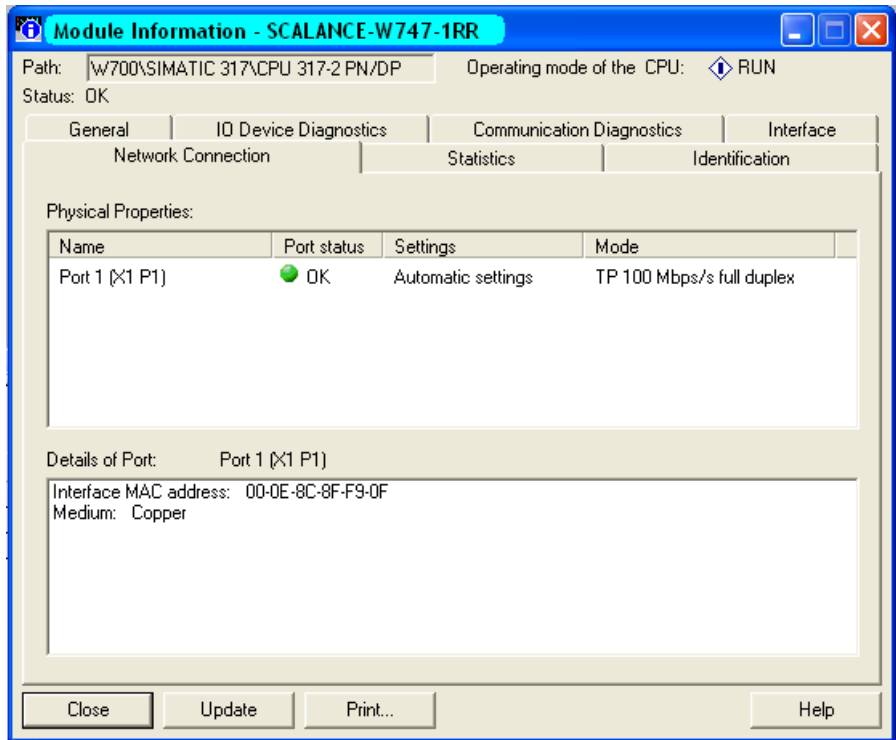 Module Information - SCALANCE-W747-1RR
Path: W700\SIMATIC 317\CPU 317-2 PN/DP Operating mode of the CPU: RUN
Status: OK
General IO Device Diagnostics Communication Diagnostics Interface
Network Connection Statistics Identification
Physical Properties:
Name Port status Settings Mode
Port 1 (X1 P1) OK Automatic settings TP 100 Mbps/s full duplex
Details of Port: Port 1 (X1 P1)
Interface MAC address: 00-0E-8C-8F-F9-0F
Medium: Copper
Close Update Print... Help